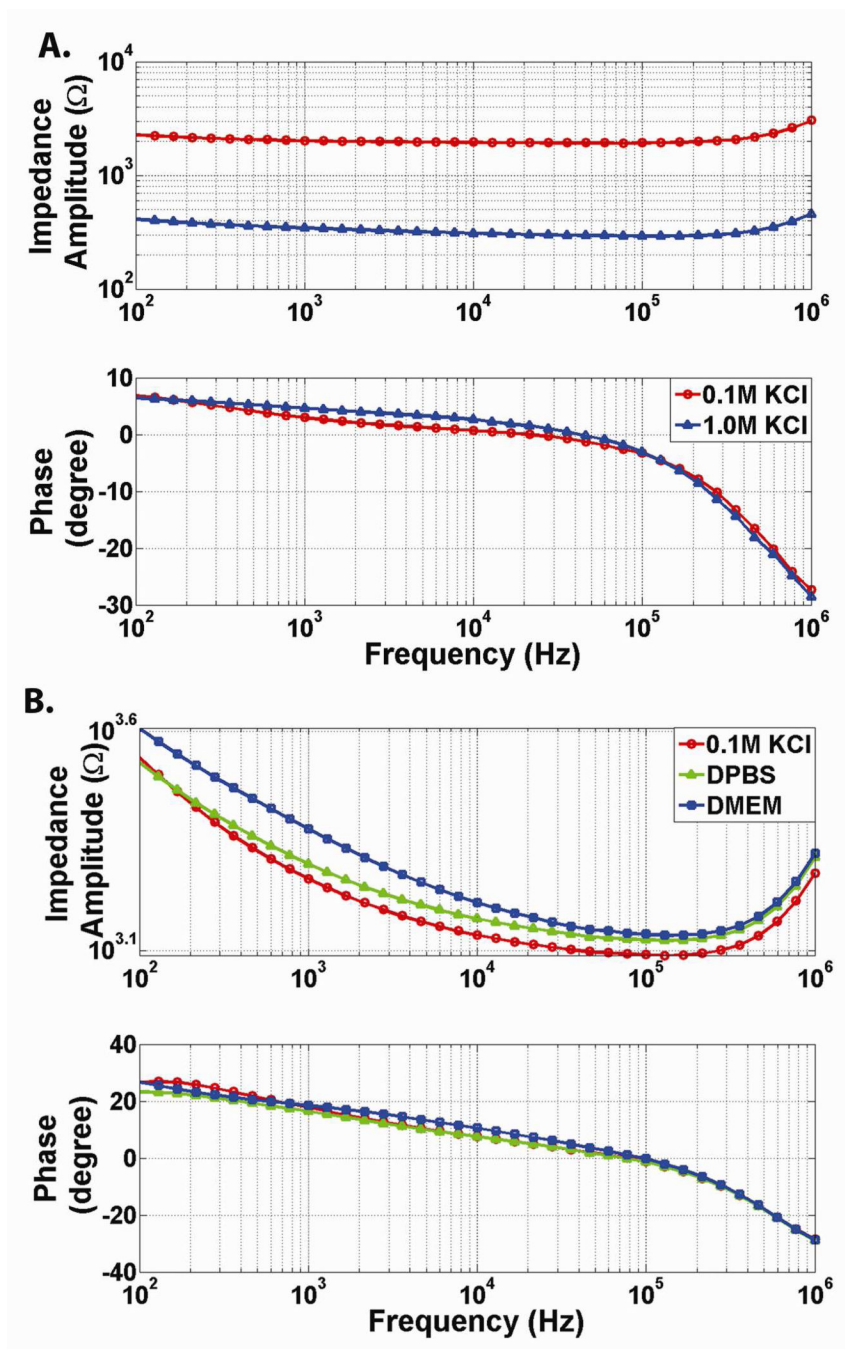 A.
Impedance
Amplitude (Ω)
10^4
10^3
10^2
10^2 10^3 10^4 10^5 10^6
Phase
(degree)
10
0
-10
-20
-30
0.1M KCl
1.0M KCl
10^2 10^3 10^4 10^5 10^6
Frequency (Hz)
B.
Impedance
Amplitude (Ω)
10^3.6
10^3.1
0.1M KCl
DPBS
DMEM
10^2 10^3 10^4 10^5 10^6
Phase
(degree)
40
20
0
-20
-40
10^2 10^3 10^4 10^5 10^6
Frequency (Hz)